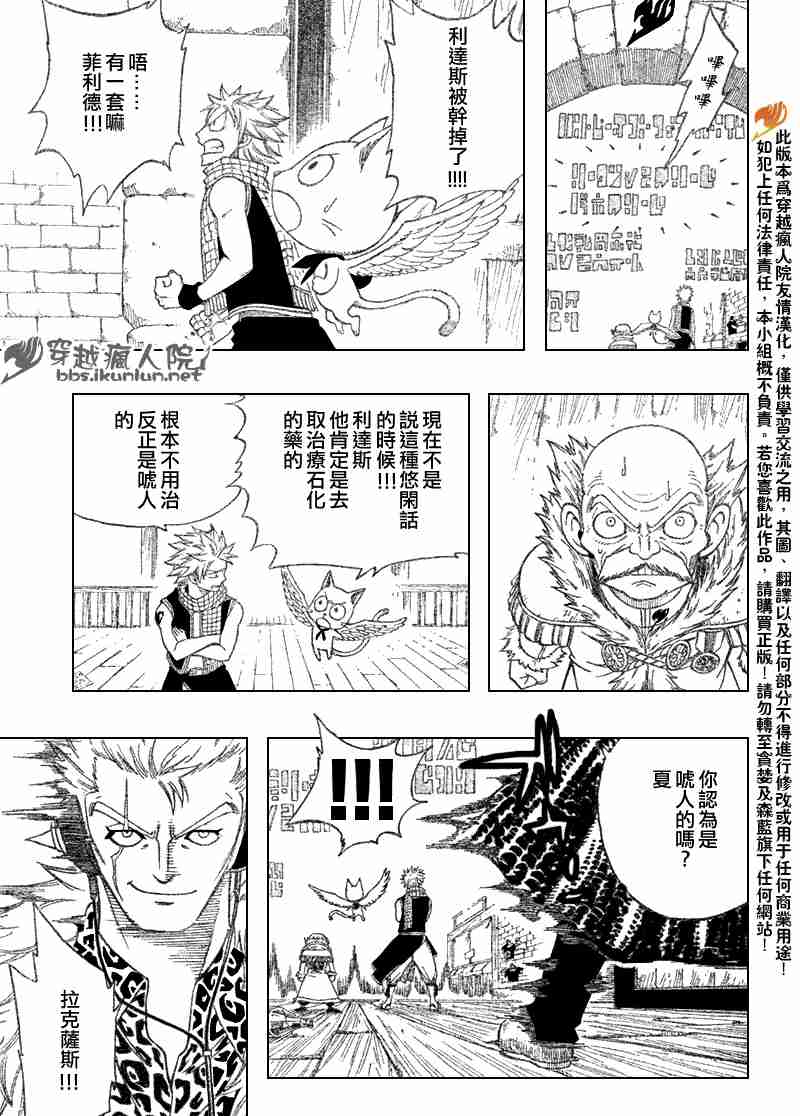 嗶嗶嗶
利達斯被幹掉了!!!!
唔……
有一套嘛
菲利德!!!
現在不是
說這種悠閑話
的時候!!!
利達斯
他肯定是去
取治療石化
的藥的
根本不用治
反正是唬人
的
你認為是
唬人的嗎?
夏
!!!
拉克薩斯!!!
穿越瘋人院
bbs.ikunlun.net
此版本爲穿越瘋人院友情漢化，僅供學習交流之用，其圖、翻譯以及任何部分不得進行修改或用于任何商業用途！
如犯上任何法律責任，本小組概不負責。若您喜歡此作品，請購買正版！請勿轉至貪婪及森藍旗下任何網站！